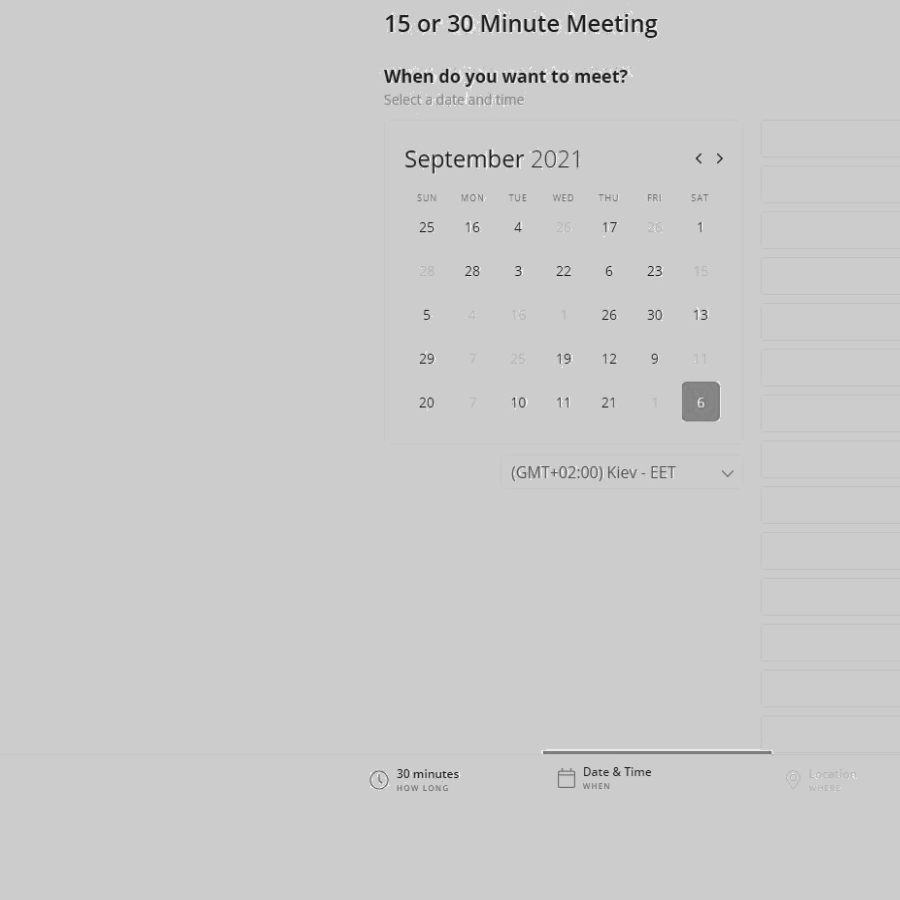 15 or 30 Minute Meeting
When do you want to meet?
Select a date and time
September 2021
SUN MON TUE WED THU FRI SAT
25 16 4 26 17 26 1
28 28 3 22 6 23 15
5 4 16 1 26 30 13
29 7 25 19 12 9 11
20 7 10 11 21 1 6
(GMT+02:00) Kiev - EET
30 minutes
HOW LONG
Date & Time
WHEN
Location
WHERE